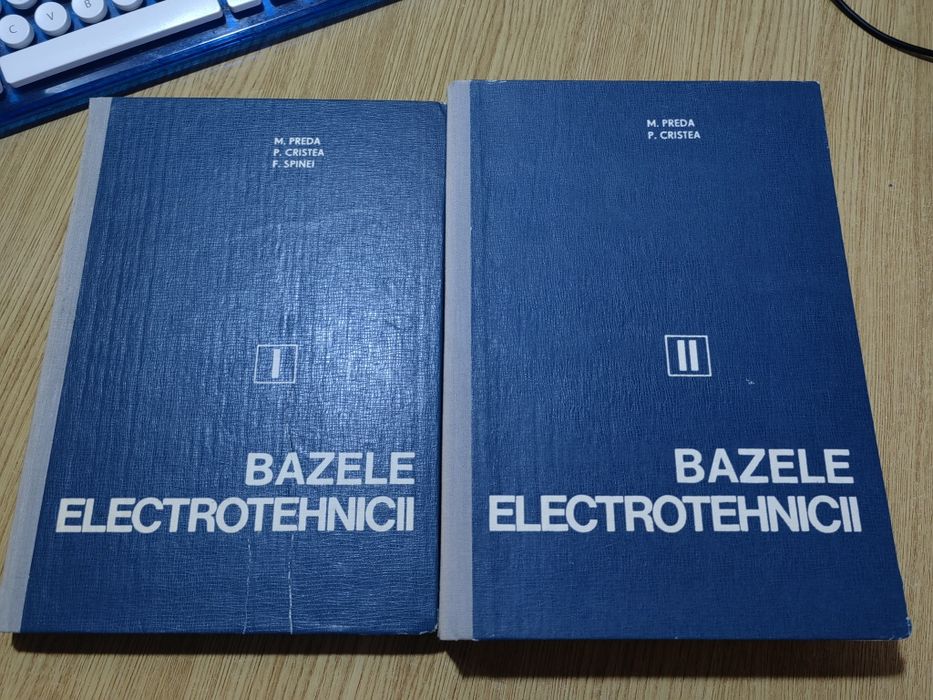 C V B
M. PREDA
P. CRISTEA
F. SPINEI
I
BAZELE
ELECTROTEHNICII
M. PREDA
P. CRISTEA
II
BAZELE
ELECTROTEHNICII